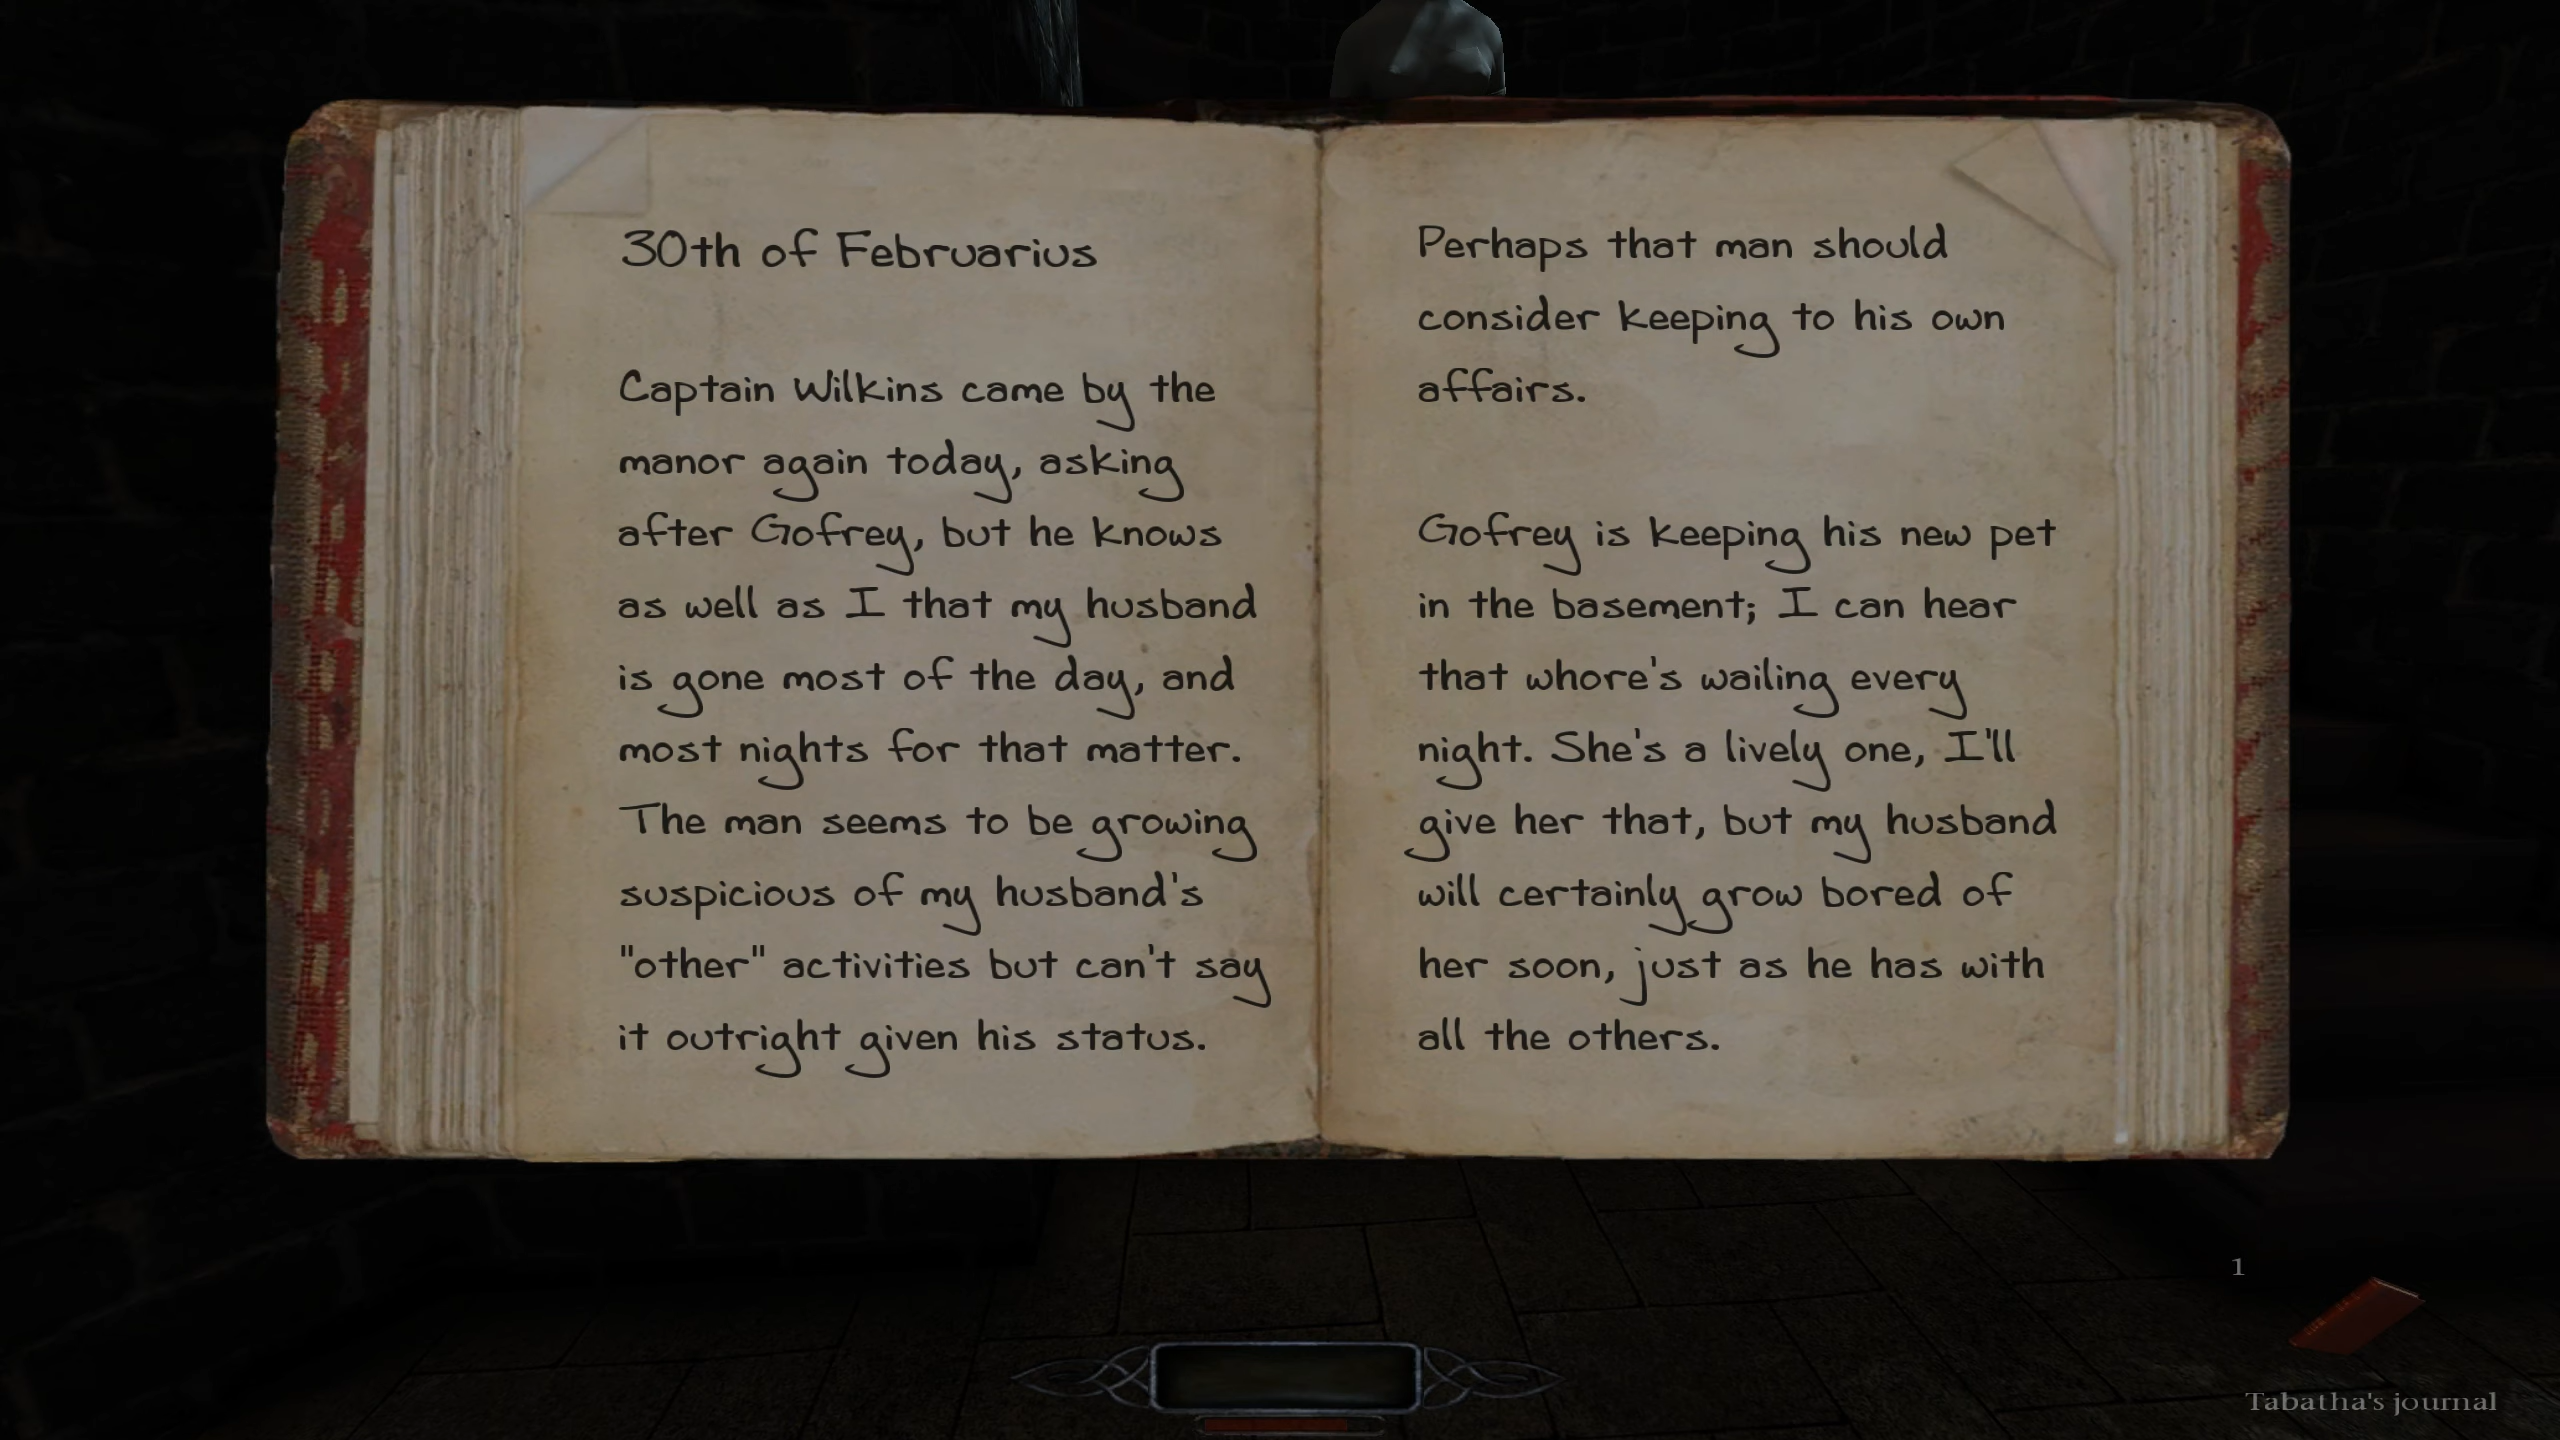 30th of Februarius
Captain Wilkins came by the
manor again today, asking
after Gofrey, but he knows
as well as I that my husband
is gone most of the day, and
most nights for that matter.
The man seems to be growing
suspicious of my husband's
"other" activities but can't say
it outright given his status.
Perhaps that man should
consider keeping to his own
affairs.
Gofrey is keeping his new pet
in the basement; I can hear
that whore's wailing every
night. She's a lively one, I'll
give her that, but my husband
will certainly grow bored of
her soon, just as he has with
all the others.
1
Tabatha's journal